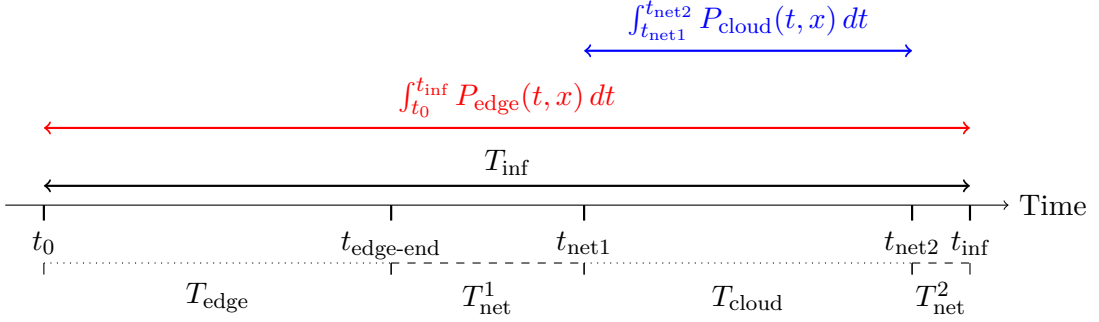 ∫_{t_net1}^{t_net2} P_cloud(t, x) dt
∫_{t_0}^{t_inf} P_edge(t, x) dt
T_inf
Time
t_0 t_edge-end t_net1 t_net2 t_inf
T_edge T_net^1 T_cloud T_net^2